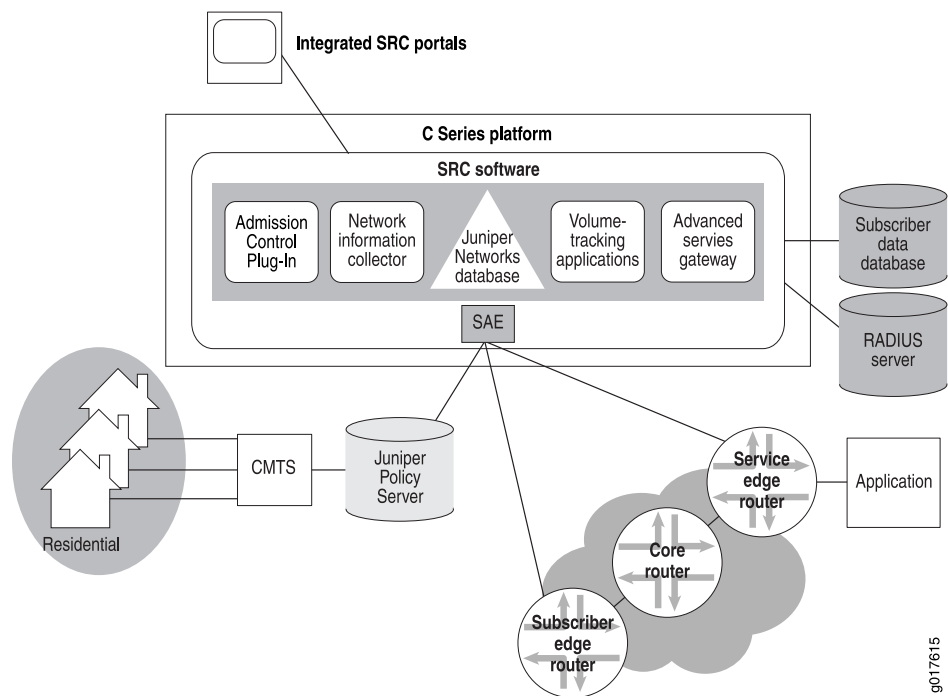 Integrated SRC portals
C Series platform
SRC software
Admission
Control
Plug-In
Network
information
collector
Juniper
Networks
database
Volume-
tracking
applications
Advanced
servies
gateway
Subscriber
data
database
SAE
RADIUS
server
Residential
CMTS
Juniper
Policy
Server
Service
edge
router
Application
Core
router
Subscriber
edge
router
g017615